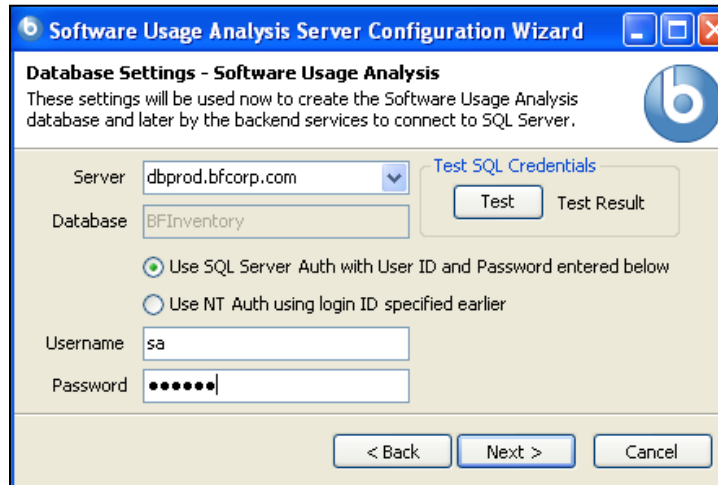 b Software Usage Analysis Server Configuration Wizard
Database Settings - Software Usage Analysis
These settings will be used now to create the Software Usage Analysis
database and later by the backend services to connect to SQL Server.
b
Server dbprod.bfcorp.com
Test SQL Credentials
Test Test Result
Database BFInventory
Use SQL Server Auth with User ID and Password entered below
Use NT Auth using login ID specified earlier
Username sa
Password ●●●●●●
< Back Next > Cancel